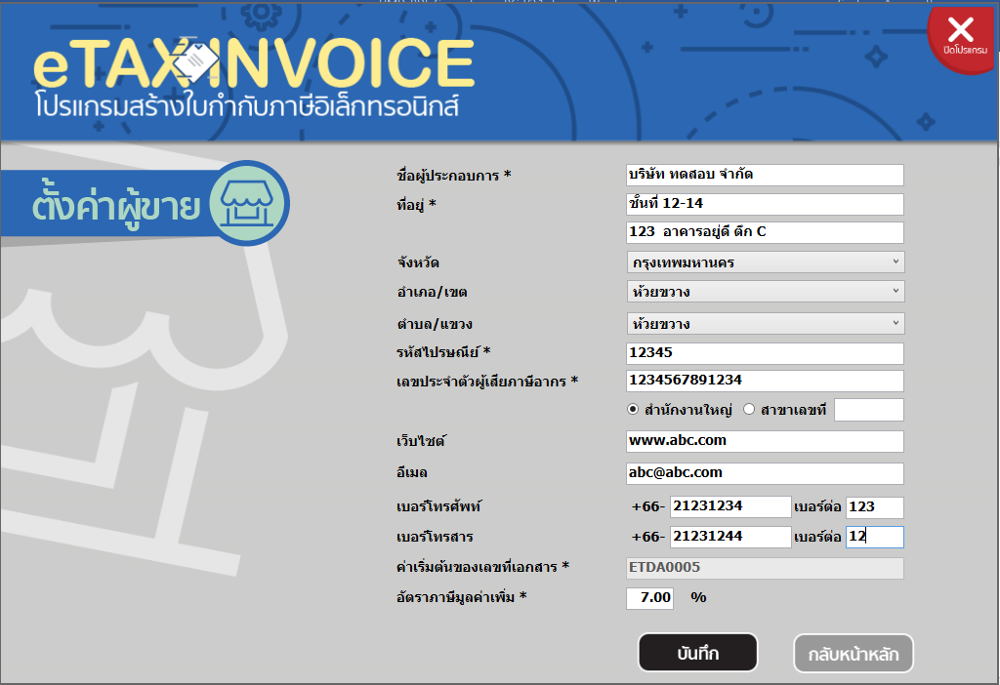 eTAX INVOICE
ปิดโปรแกรม
โปรแกรมสร้างใบกำกับภาษีอิเล็กทรอนิกส์
ตั้งค่าผู้ขาย
ชื่อผู้ประกอบการ * บริษัท ทดสอบ จำกัด
ที่อยู่ * ชั้นที่ 12-14
123 อาคารอยู่ดี ตึก C
จังหวัด กรุงเทพมหานคร
อำเภอ/เขต ห้วยขวาง
ตำบล/แขวง ห้วยขวาง
รหัสไปรษณีย์ * 12345
เลขประจำตัวผู้เสียภาษีอากร * 1234567891234
สำนักงานใหญ่ สาขาเลขที่
เว็บไซต์ www.abc.com
อีเมล abc@abc.com
เบอร์โทรศัพท์ +66- 21231234 เบอร์ต่อ 123
เบอร์โทรสาร +66- 21231244 เบอร์ต่อ 12
ค่าเริ่มต้นของเลขที่เอกสาร * ETDA0005
อัตราภาษีมูลค่าเพิ่ม * 7.00 %
บันทึก กลับหน้าหลัก